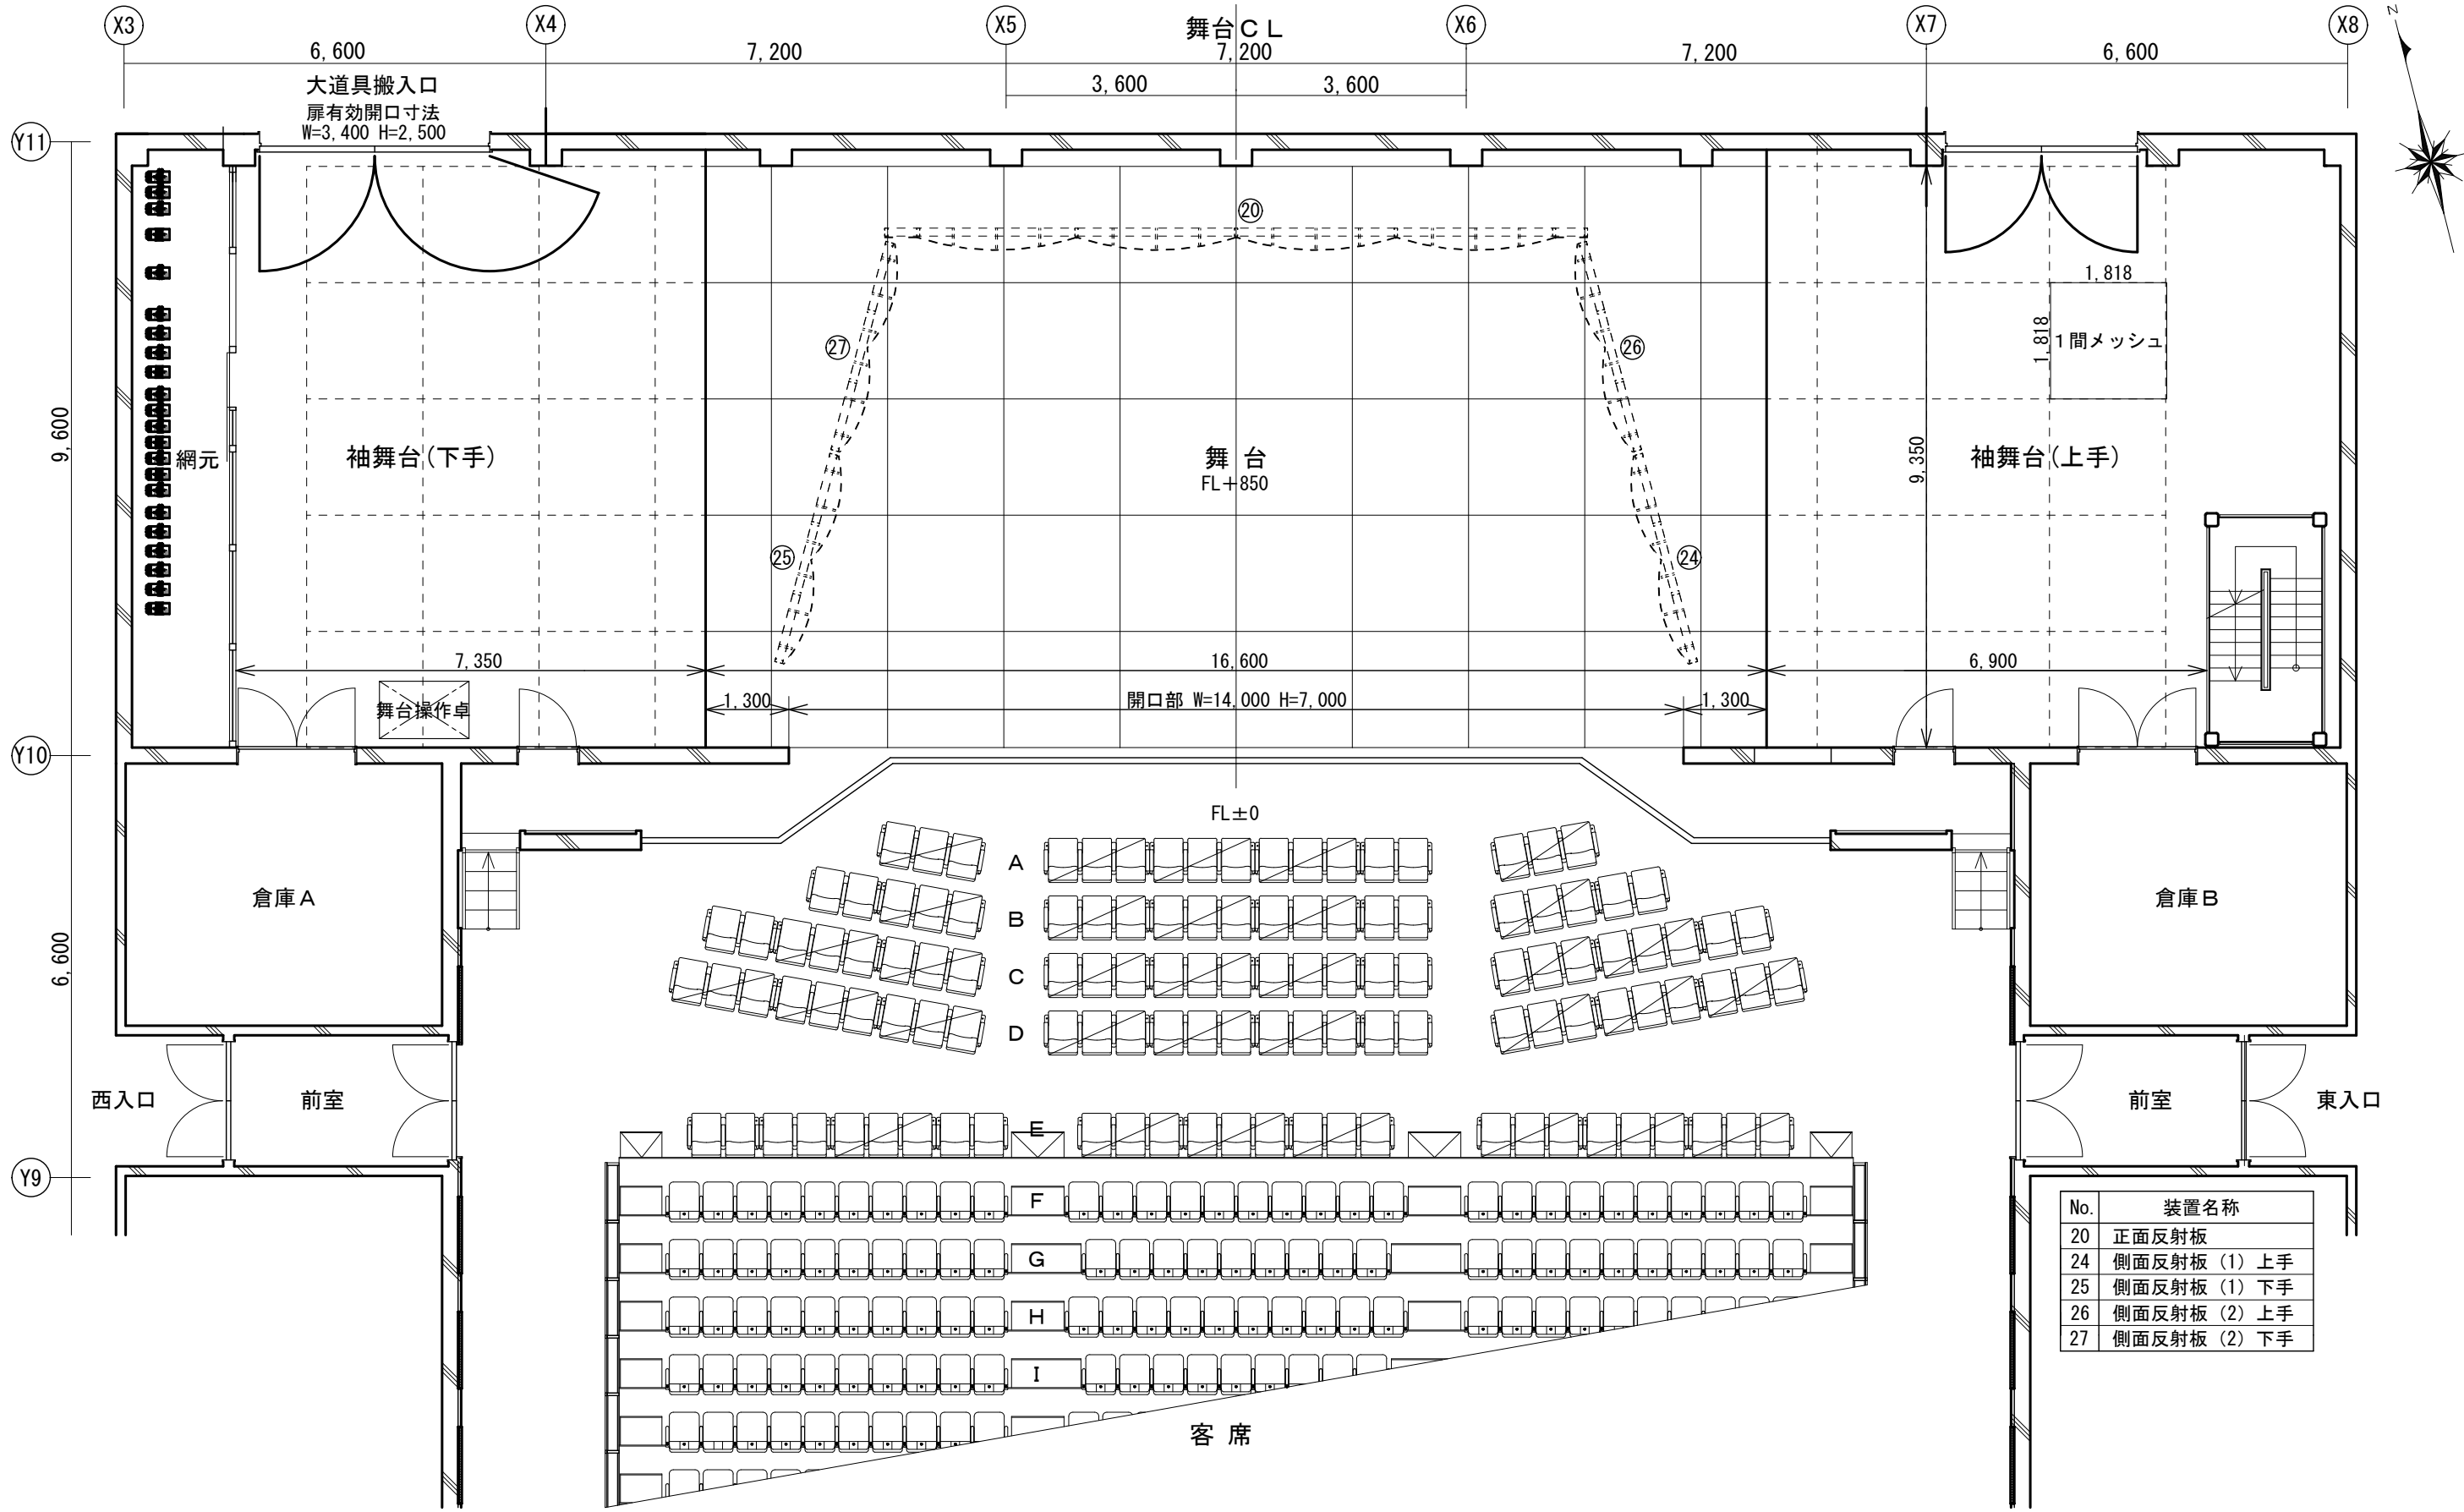 X3
X4
X5
舞台CL
X6
X7
X8
N
6,600
7,200
7,200
7,200
6,600
3,600
3,600
大道具搬入口
扉有効開口寸法
W=3,400 H=2,500
Y11
20
1,818
27
26
1,818
1間メッシュ
9,600
網元
袖舞台(下手)
舞 台
FL+850
9,350
袖舞台(上手)
25
24
7,350
16,600
6,900
舞台操作卓
1,300
開口部 W=14,000 H=7,000
1,300
Y10
FL±0
A
倉庫A
B
倉庫B
6,600
C
D
西入口
前室
E
前室
東入口
Y9
F
G
H
I
客 席
No. 装置名称
20 正面反射板
24 側面反射板 (1) 上手
25 側面反射板 (1) 下手
26 側面反射板 (2) 上手
27 側面反射板 (2) 下手